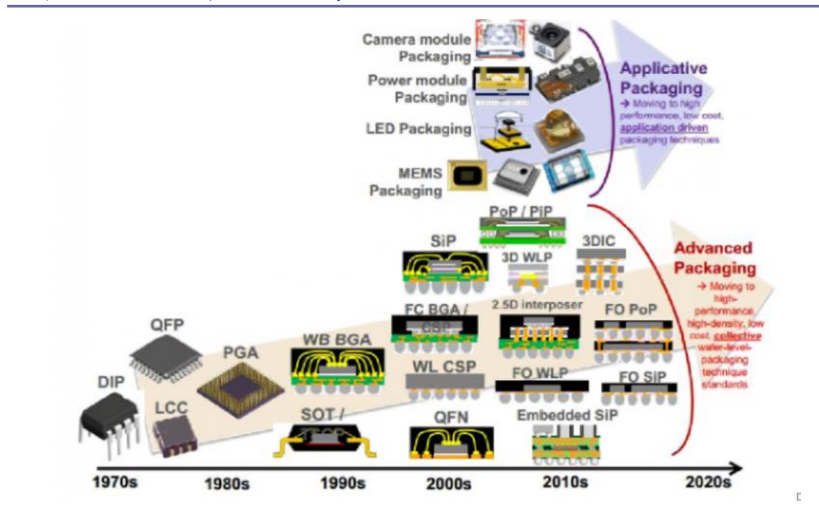 Camera module
Packaging
Power module
Packaging
LED Packaging
MEMS
Packaging
Applicative
Packaging
→ Moving to high
performance, low cost,
application driven
packaging techniques
PoP / PiP
SiP
3D WLP
3DIC
Advanced
Packaging
→ Moving to
high-
performance,
high-density, low
cost, collective
wafer-level-
packaging
technique
standards
QFP
PGA
WB BGA
FC BGA /
CSP
2.5D interposer
FO PoP
DIP
LCC
WL CSP
FO WLP
FO SiP
SOT /
QFN
Embedded SiP
1970s
1980s
1990s
2000s
2010s
2020s